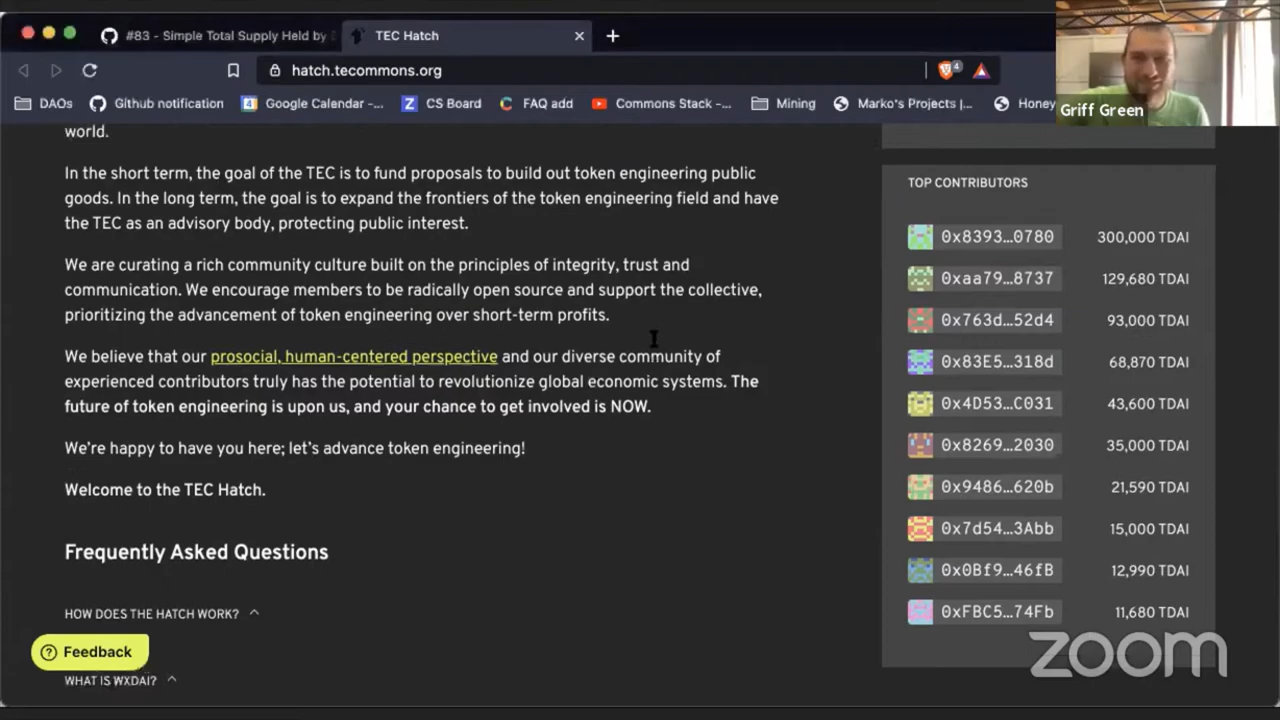 #83 - Simple Total Supply Held by
TEC Hatch
hatch.tecommons.org
4
DAOs
Github notification
4
Google Calendar -...
Z
CS Board
FAQ add
Commons Stack -...
Mining
Marko's Projects |...
Honey
Griff Green
world.
In the short term, the goal of the TEC is to fund proposals to build out token engineering public
goods. In the long term, the goal is to expand the frontiers of the token engineering field and have
the TEC as an advisory body, protecting public interest.
We are curating a rich community culture built on the principles of integrity, trust and
communication. We encourage members to be radically open source and support the collective,
prioritizing the advancement of token engineering over short-term profits.
We believe that our prosocial, human-centered perspective and our diverse community of
experienced contributors truly has the potential to revolutionize global economic systems. The
future of token engineering is upon us, and your chance to get involved is NOW.
We're happy to have you here; let's advance token engineering!
Welcome to the TEC Hatch.
Frequently Asked Questions
HOW DOES THE HATCH WORK?
Feedback
WHAT IS WXDAI?
TOP CONTRIBUTORS
0x8393…0780 300,000 TDAI
0xaa79…8737 129,680 TDAI
0x763d…52d4 93,000 TDAI
0x83E5…318d 68,870 TDAI
0x4D53…C031 43,600 TDAI
0x8269…2030 35,000 TDAI
0x9486…620b 21,590 TDAI
0x7d54…3Abb 15,000 TDAI
0x0Bf9…46fB 12,990 TDAI
0xFBC5…74Fb 11,680 TDAI
zoom